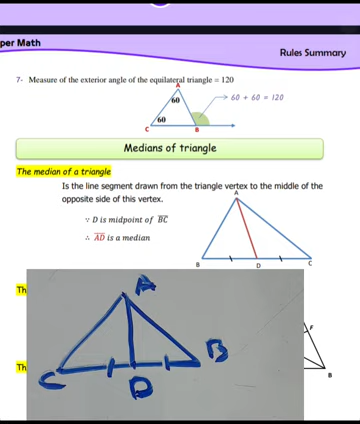 per Math
Rules Summary
7- Measure of the exterior angle of the equilateral triangle = 120
A
60
60 + 60 = 120
60
C
B
Medians of triangle
The median of a triangle
Is the line segment drawn from the triangle vertex to the middle of the
opposite side of this vertex.
A
∵ D is midpoint of BC
∴ AD is a median
B
D
C
Th
A
F
B
Th
C
D
B